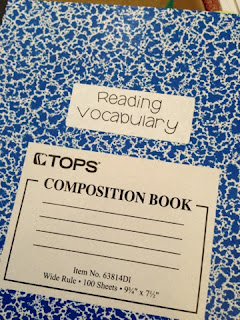 Reading
Vocabulary
TOPS®
COMPOSITION BOOK
Item No. 63814DI
Wide Rule • 100 Sheets • 9¾" x 7½"